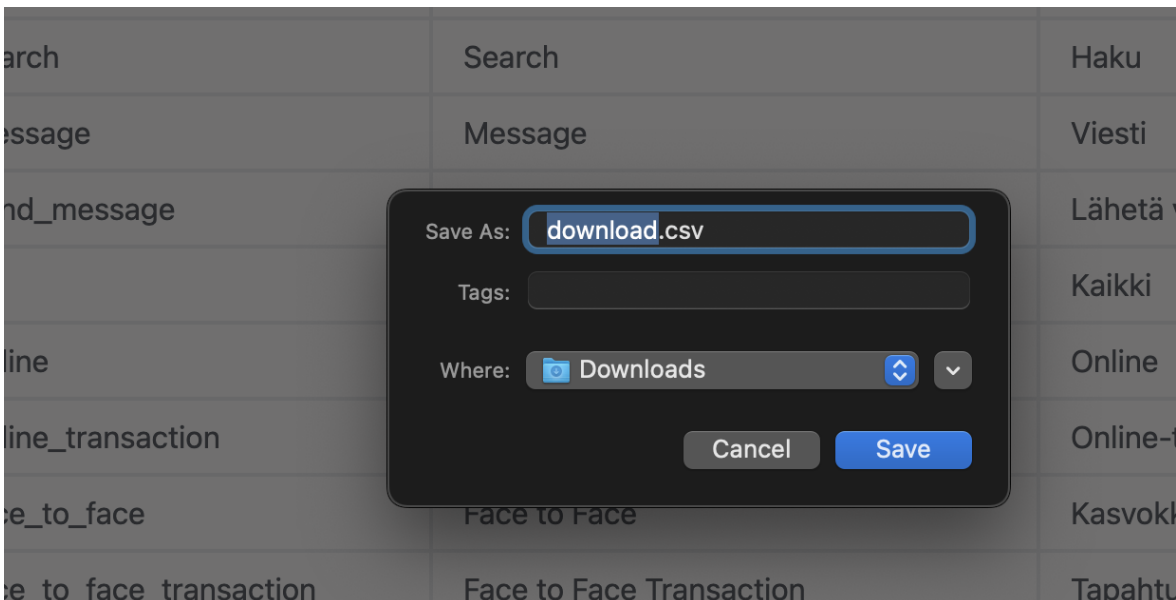 arch Search Haku
essage Message Viesti
nd_message Lähetä
Save As: download.csv
Tags:
Kaikki
line Online
Where: Downloads
line_transaction Online-t
Cancel Save
ce_to_face Face to Face Kasvokk
ce_to_face_transaction Face to Face Transaction Tapahtu